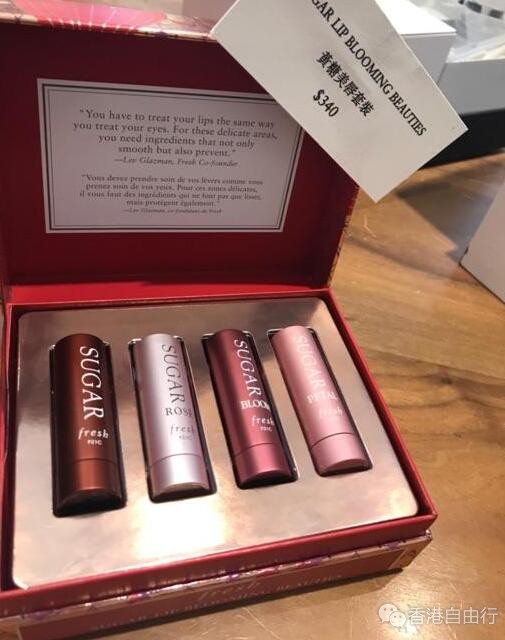 GAR LIP BLOOMING BEAUTIES
黃糖美唇套裝
$340
"You have to treat your lips the same way
you treat your eyes. For these delicate areas,
you need ingredients that not only
smooth but also prevent."
—Lev Glazman, Fresh Co-founder
"Vous devez prendre soin de vos lèvres comme vous
prenez soin de vos yeux. Pour ces zones délicates,
il vous faut des ingrédients qui ne font pas que lisser,
mais protègent également."
—Lev Glazman, co-fondateur de Fresh
SUGAR
fresh
SUGAR
ROSÉ
fresh
SUGAR
BLOOM
fresh
SUGAR
PETAL
fresh
fresh
香港自由行